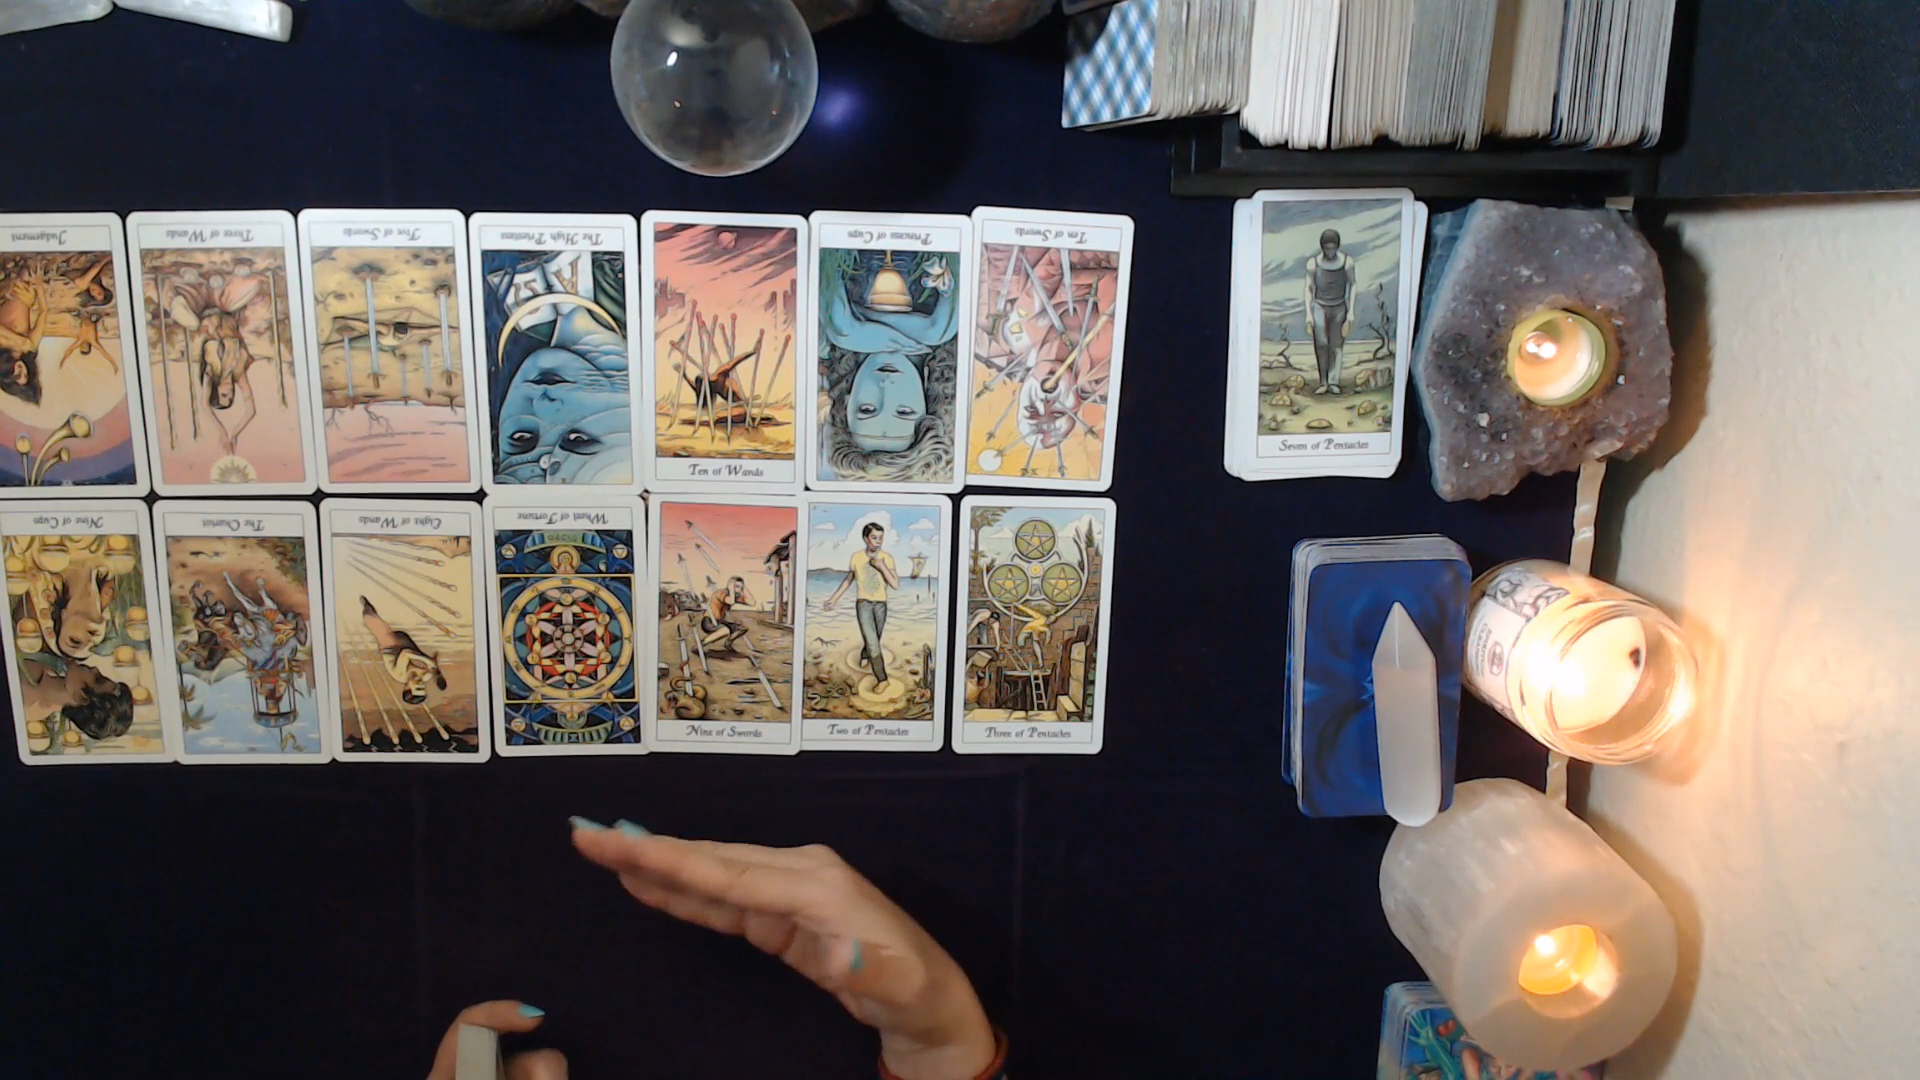 Judgement
Three of Wands
Five of Swords
The High Priestess
Ten of Wands
Princess of Cups
Ten of Swords
Seven of Pentacles
Nine of Cups
The Chariot
Eight of Wands
Wheel of Fortune
Nine of Swords
Two of Pentacles
Three of Pentacles